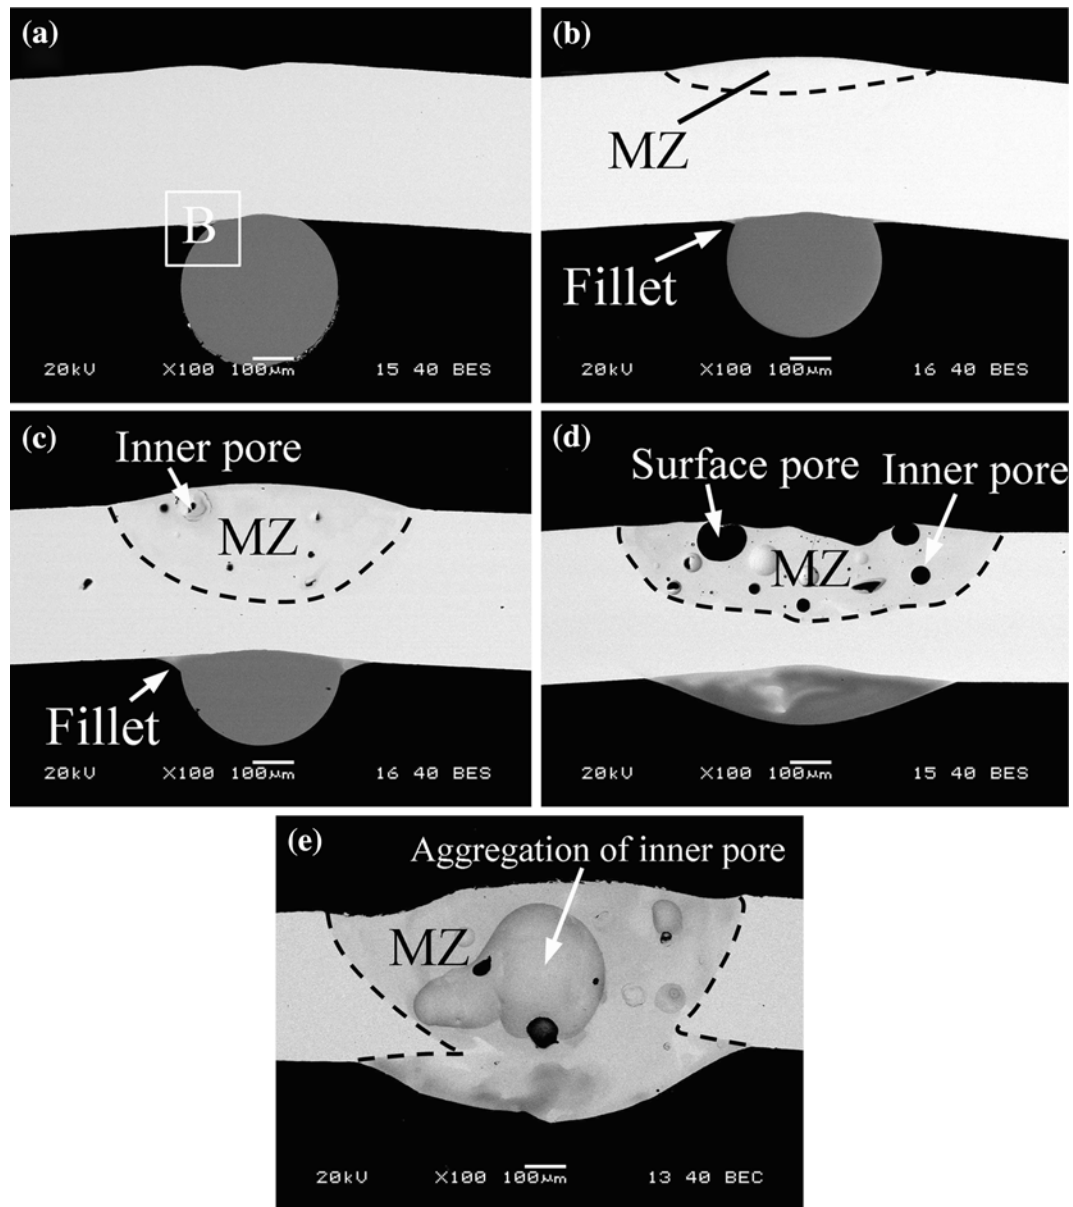 (a)
B
20kV X100 100μm 15 40 BES
(b)
MZ
Fillet
20kV X100 100μm 16 40 BES
(c)
Inner pore
MZ
Fillet
20kV X100 100μm 16 40 BES
(d)
Surface pore
Inner pore
MZ
20kV X100 100μm 15 40 BES
(e)
Aggregation of inner pore
MZ
20kV X100 100μm 13 40 BEC